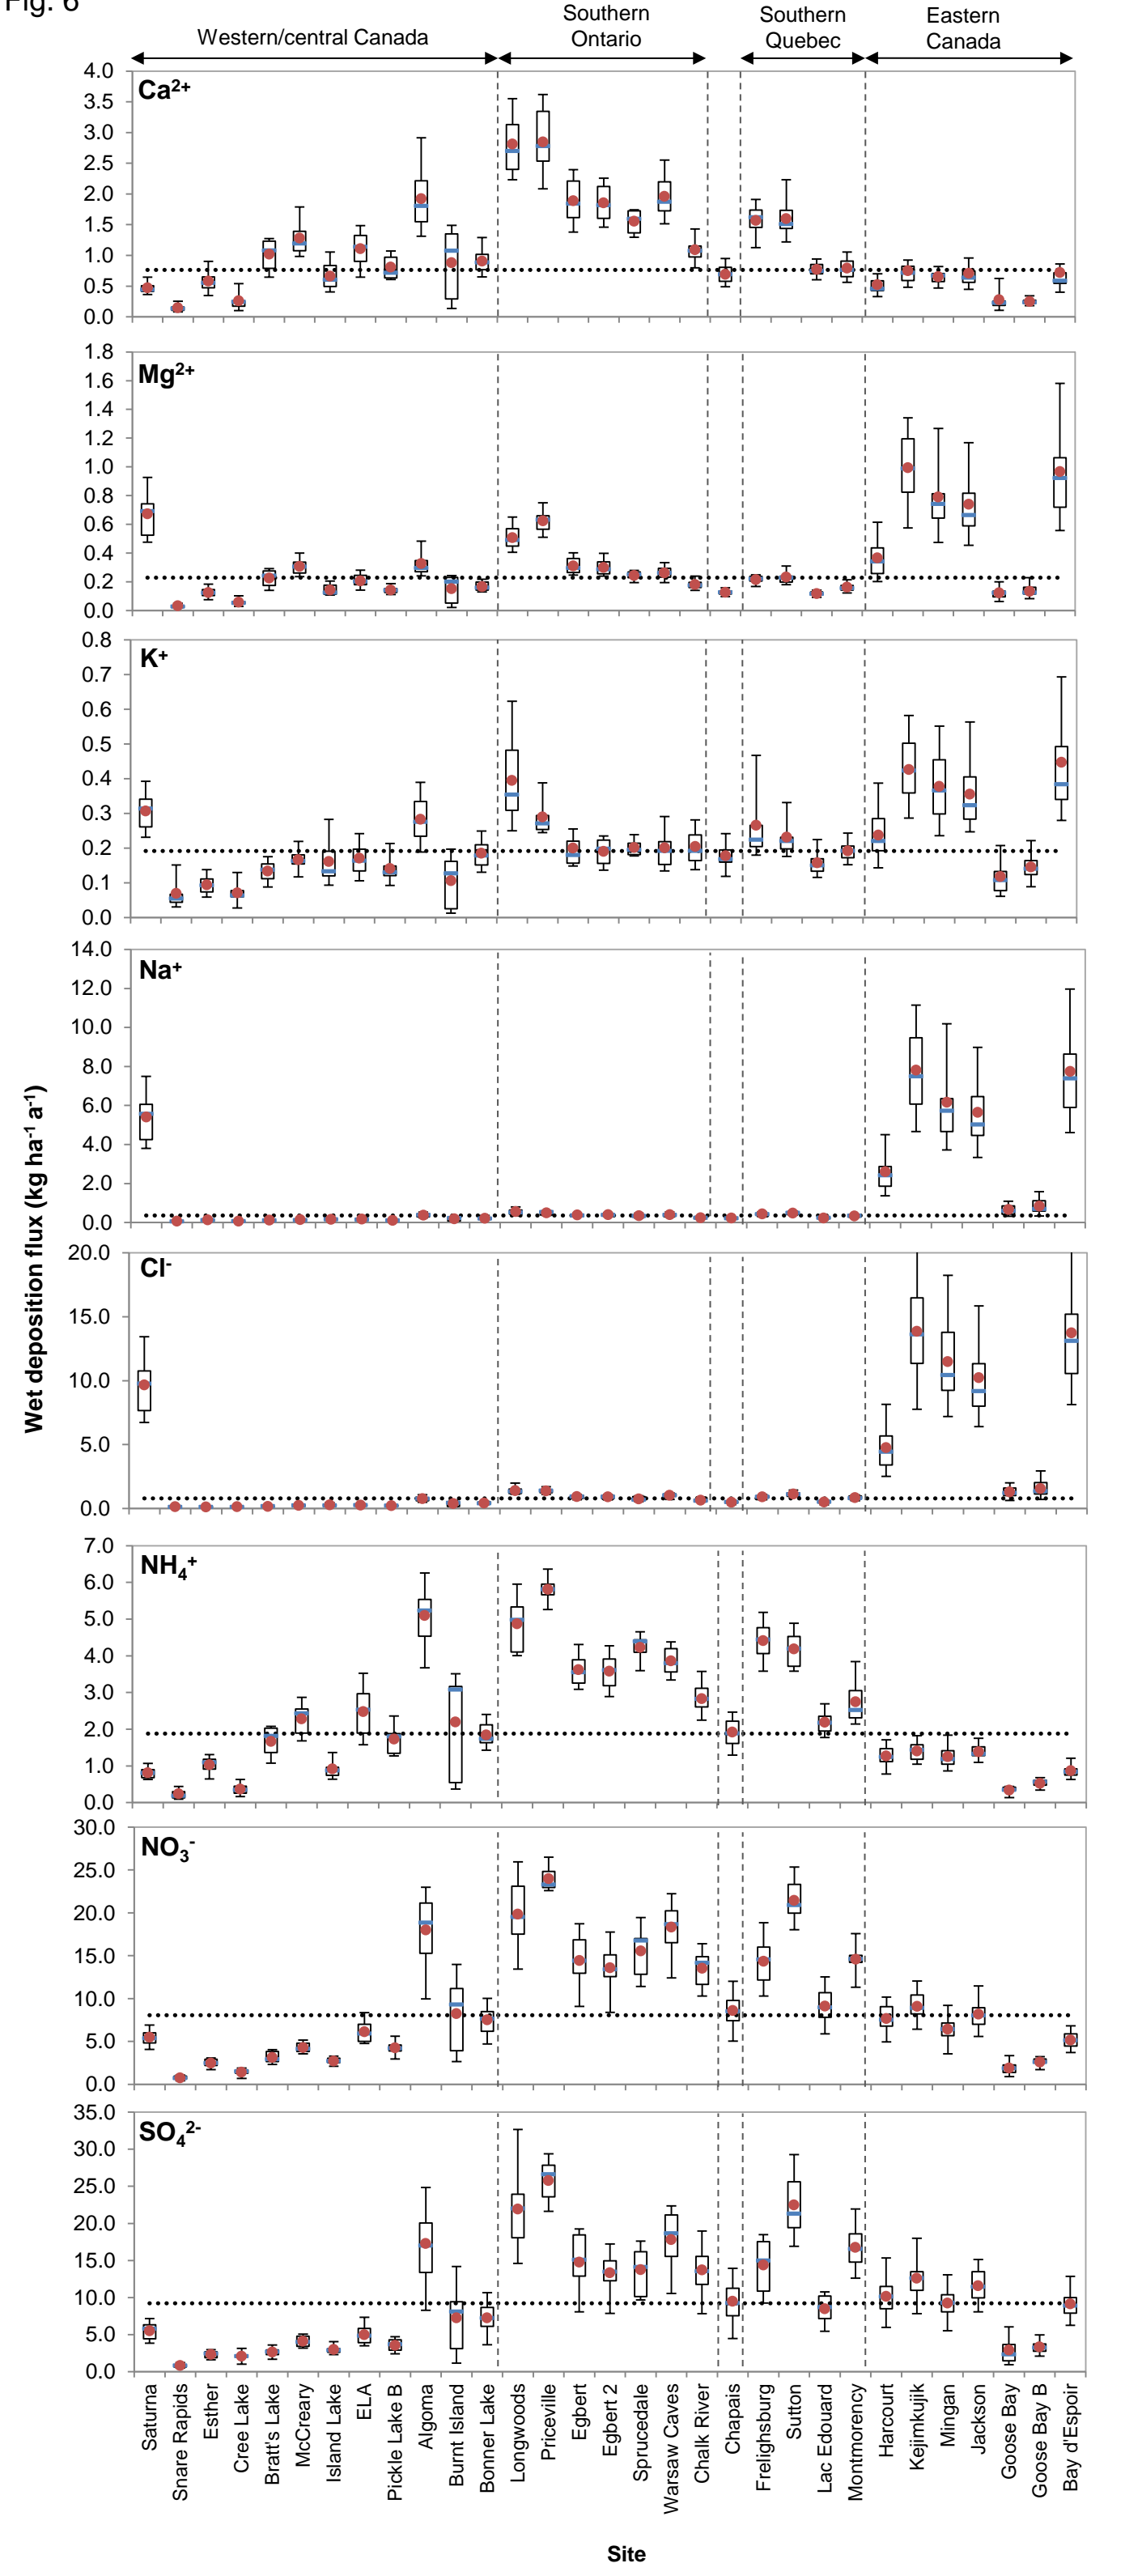 Fig. 6
Western/central Canada
Southern
Ontario
Southern
Quebec
Eastern
Canada
Wet deposition flux (kg ha-1 a-1)
Ca2+
4.0
3.5
3.0
2.5
2.0
1.5
1.0
0.5
0.0
Mg2+
1.8
1.6
1.4
1.2
1.0
0.8
0.6
0.4
0.2
0.0
K+
0.8
0.7
0.6
0.5
0.4
0.3
0.2
0.1
0.0
Na+
14.0
12.0
10.0
8.0
6.0
4.0
2.0
0.0
Cl-
20.0
15.0
10.0
5.0
0.0
NH4+
7.0
6.0
5.0
4.0
3.0
2.0
1.0
0.0
NO3-
30.0
25.0
20.0
15.0
10.0
5.0
0.0
SO42-
35.0
30.0
25.0
20.0
15.0
10.0
5.0
0.0
Saturna
Snare Rapids
Esther
Cree Lake
Bratt's Lake
McCreary
Island Lake
ELA
Pickle Lake B
Algoma
Burnt Island
Bonner Lake
Longwoods
Priceville
Egbert
Egbert 2
Sprucedale
Warsaw Caves
Chalk River
Chapais
Frelighsburg
Sutton
Lac Edouard
Montmorency
Harcourt
Kejimkujik
Mingan
Jackson
Goose Bay
Goose Bay B
Bay d'Espoir
Site